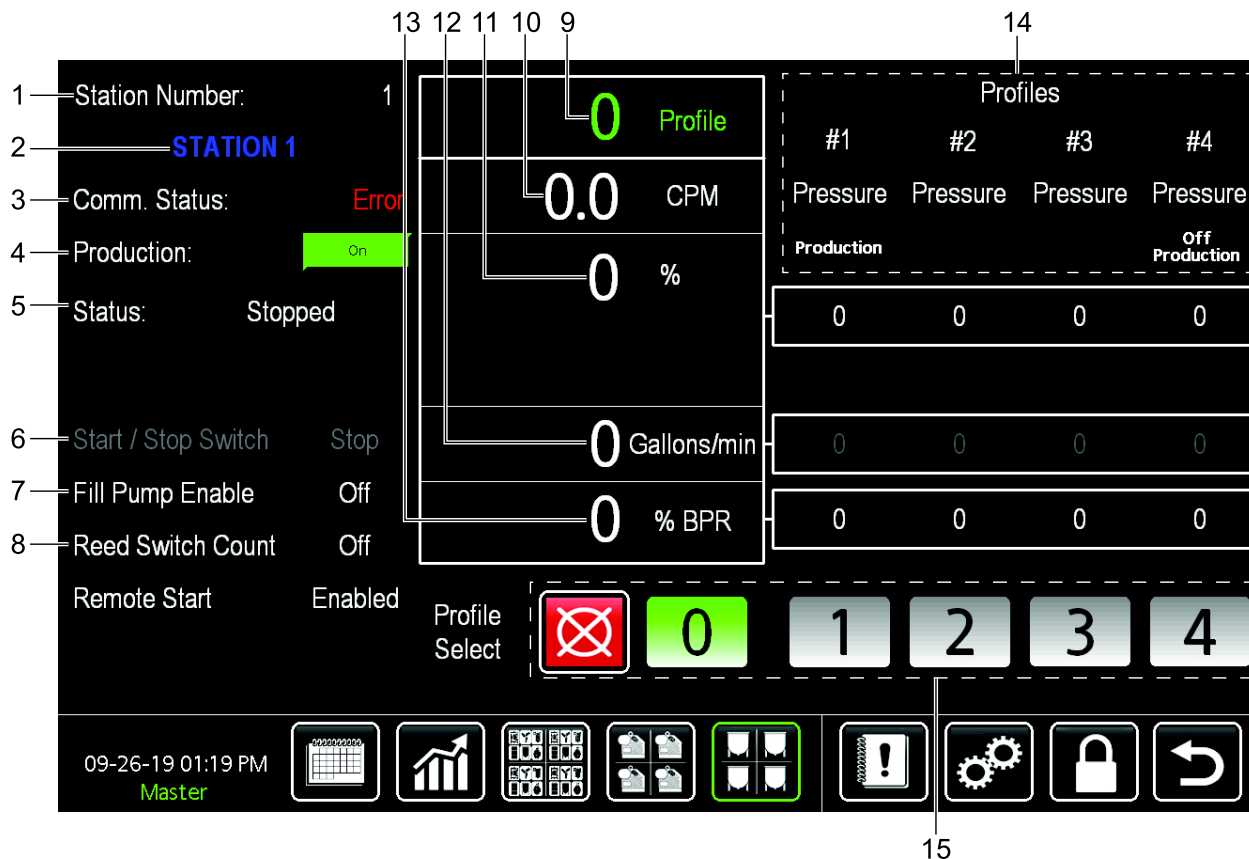 13 12 11 10 9 14
1 Station Number: 1
2 STATION 1
3 Comm. Status: Error
4 Production: On
5 Status: Stopped
6 Start / Stop Switch Stop
7 Fill Pump Enable Off
8 Reed Switch Count Off
Remote Start Enabled
0 Profile
0.0 CPM
0 %
0 Gallons/min
0 % BPR
Profiles
#1 #2 #3 #4
Pressure Pressure Pressure Pressure
Production Off
Production
0 0 0 0
0 0 0 0
0 0 0 0
Profile
Select
0 1 2 3 4
09-26-19 01:19 PM
Master
15